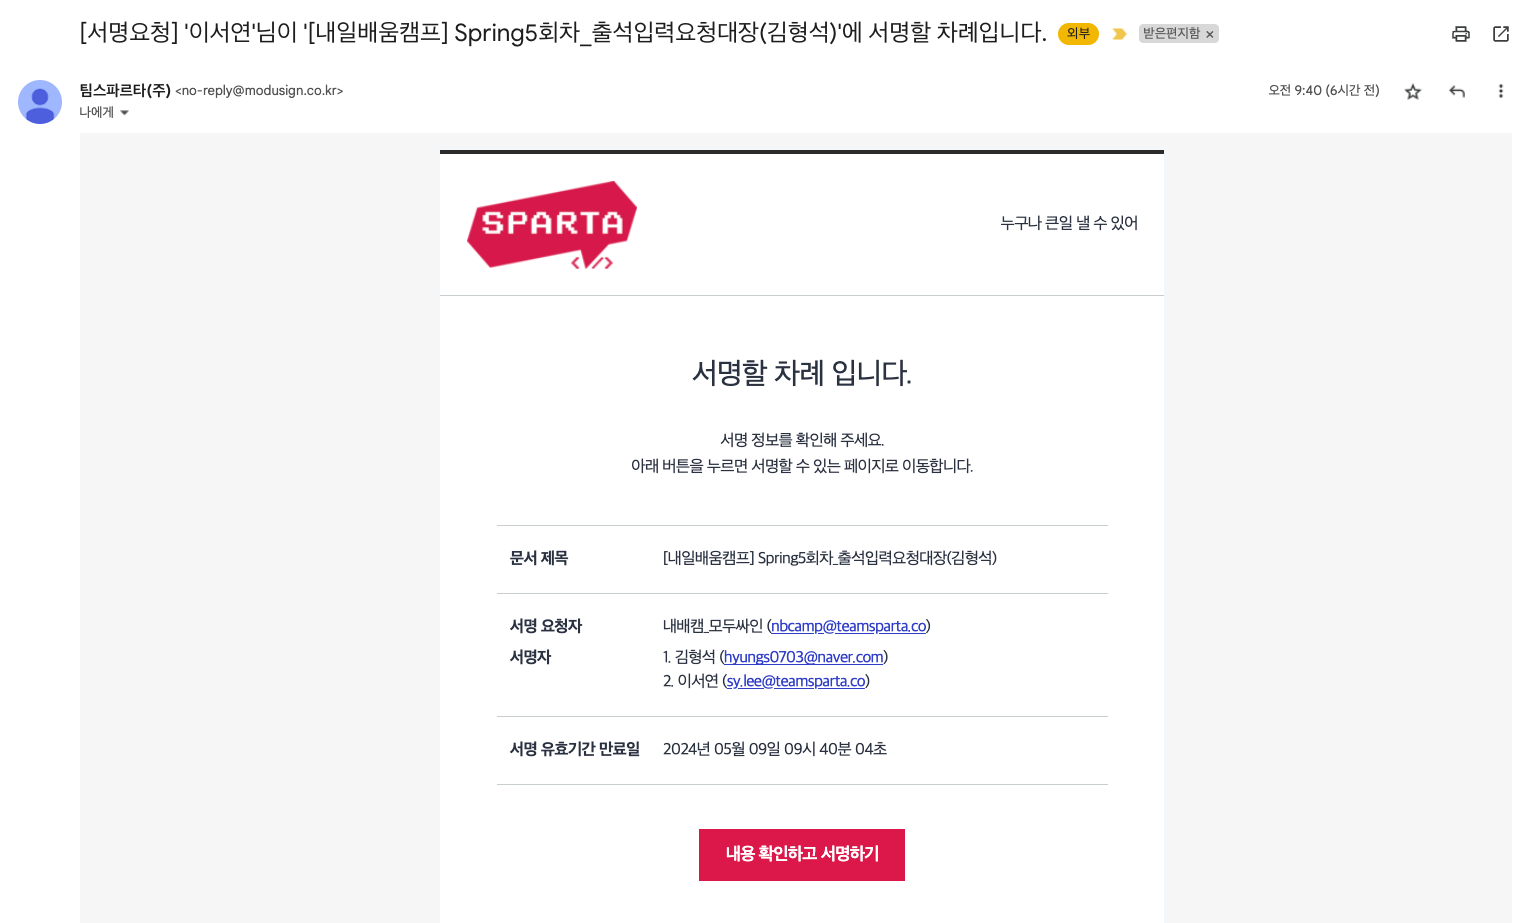 [서명요청] '이서연'님이 '[내일배움캠프] Spring5회차_출석입력요청대장(김형석)'에 서명할 차례입니다. 외부 받은편지함 ×
팀스파르타(주) <no-reply@modusign.co.kr> 오전 9:40 (6시간 전)
나에게
SPARTA
</>
누구나 큰일 낼 수 있어
서명할 차례 입니다.
서명 정보를 확인해 주세요.
아래 버튼을 누르면 서명할 수 있는 페이지로 이동합니다.
문서 제목 [내일배움캠프] Spring5회차_출석입력요청대장(김형석)
서명 요청자 내배캠_모두싸인 (nbcamp@teamsparta.co)
서명자 1. 김형석 (hyungs0703@naver.com)
2. 이서연 (sy.lee@teamsparta.co)
서명 유효기간 만료일 2024년 05월 09일 09시 40분 04초
내용 확인하고 서명하기